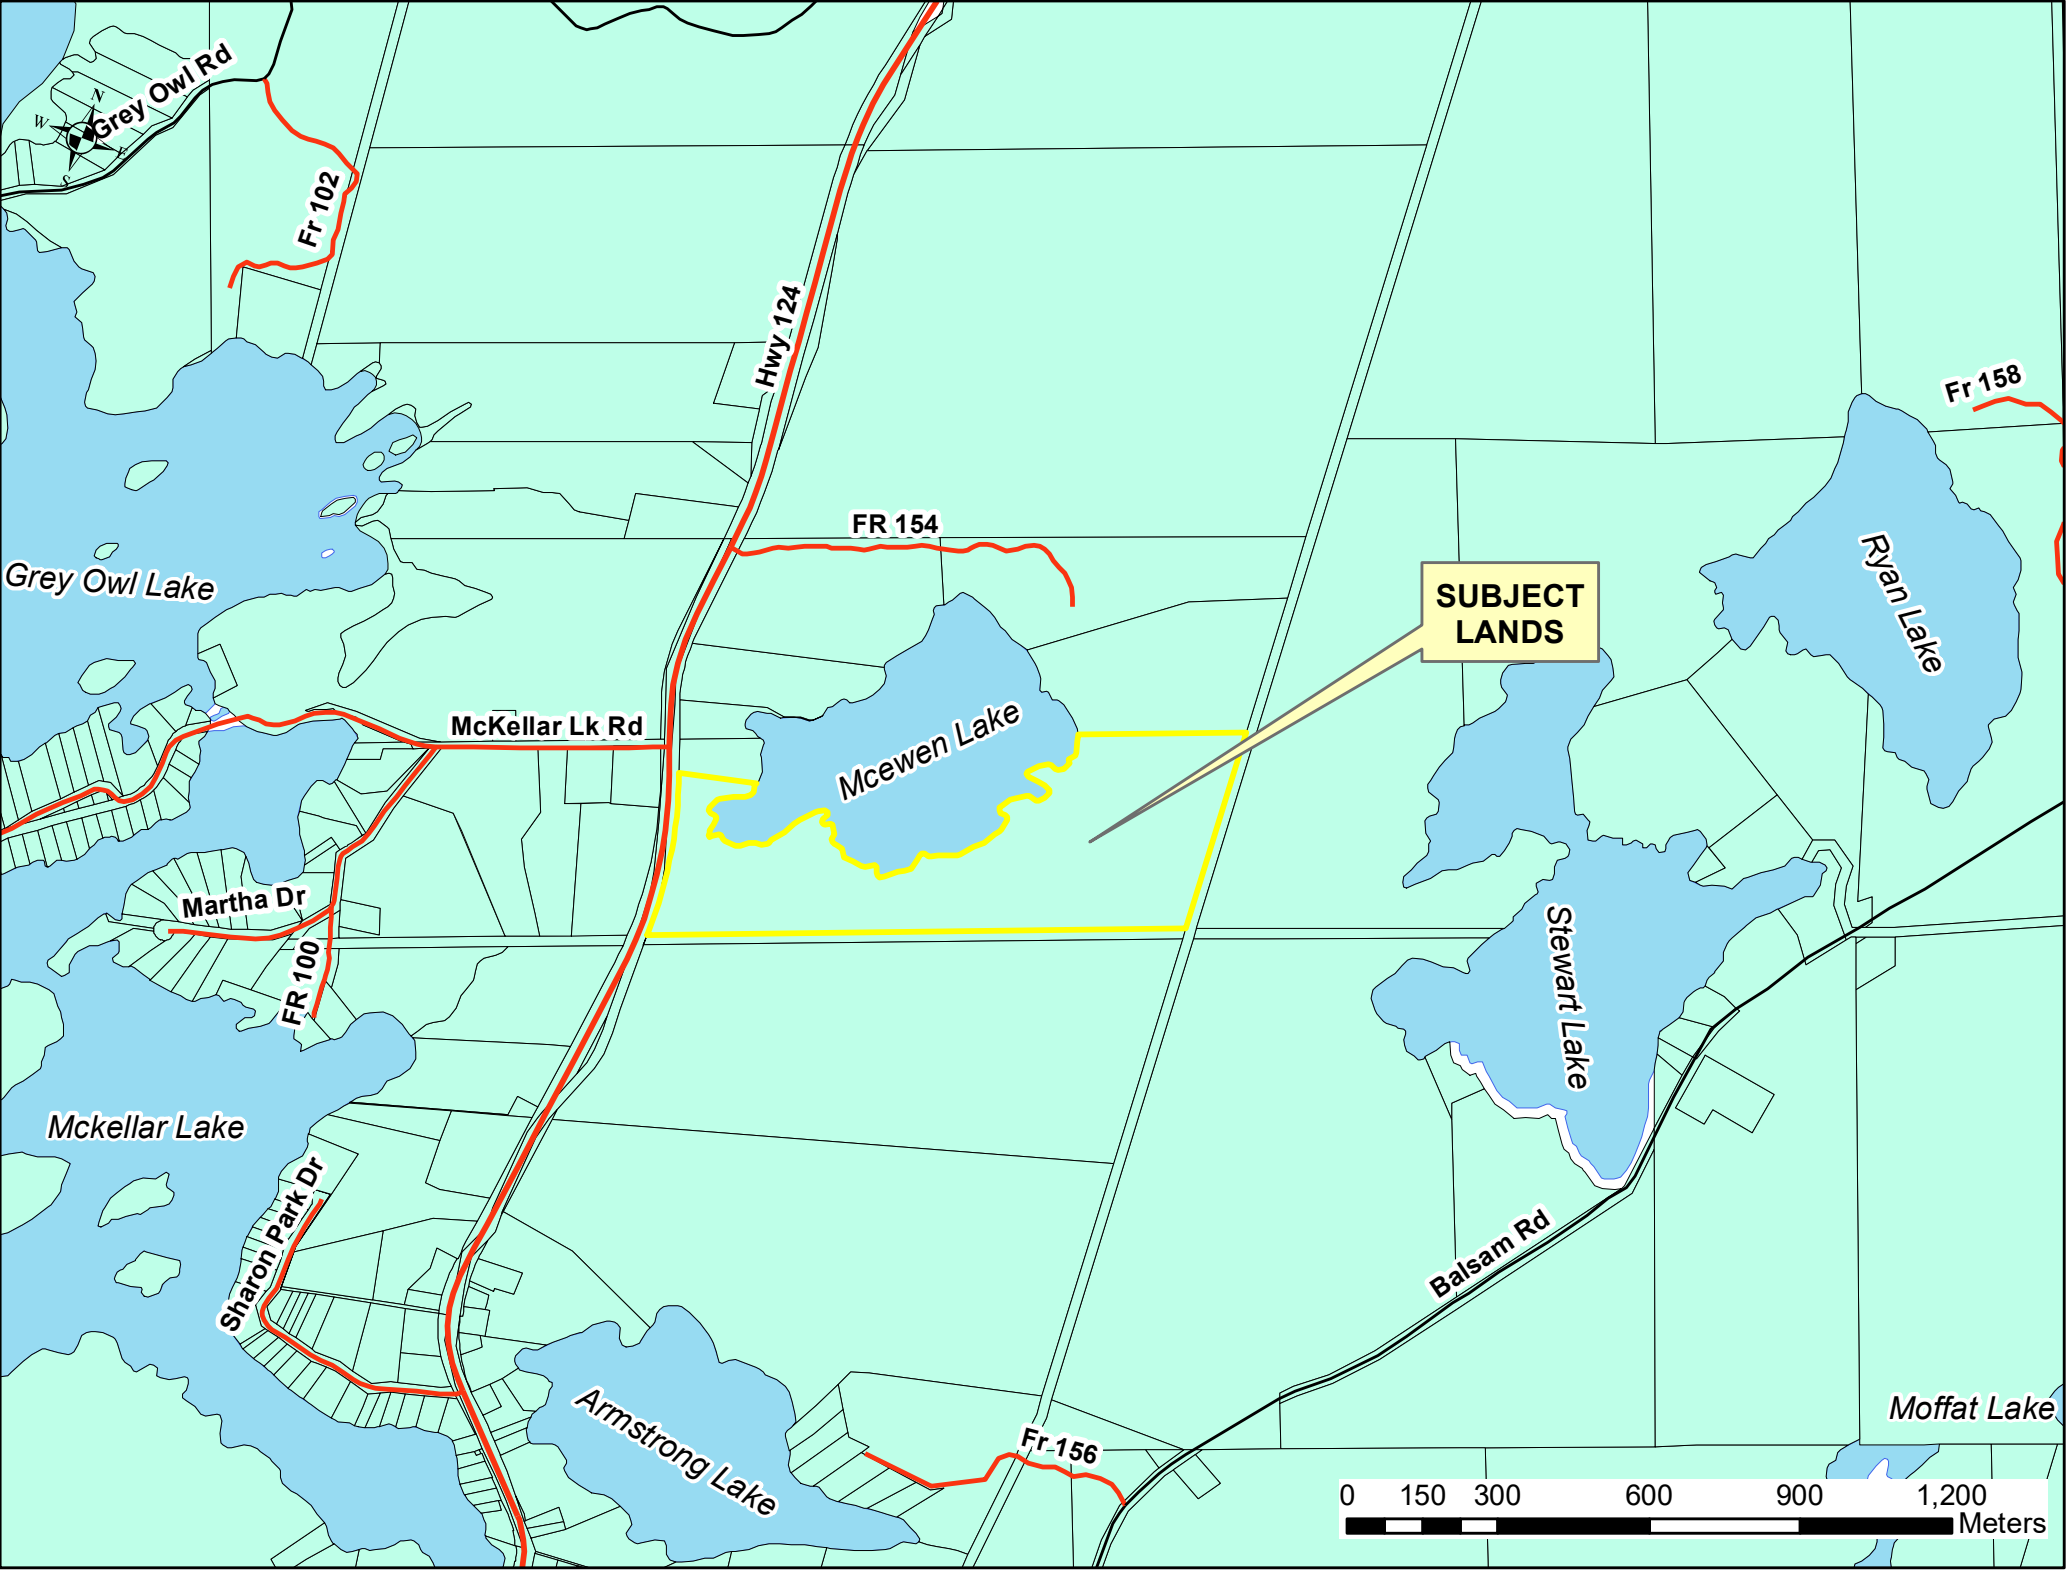 Grey Owl Rd
N
W
E
S
Fr 102
Hwy 124
Fr 158
FR 154
Grey Owl Lake
SUBJECT
LANDS
Ryan Lake
McKellar Lk Rd
Mcewen Lake
Martha Dr
FR 100
Stewart Lake
Mckellar Lake
Sharon Park Dr
Balsam Rd
Armstrong Lake
Fr 156
Moffat Lake
0 150 300 600 900 1,200
Meters